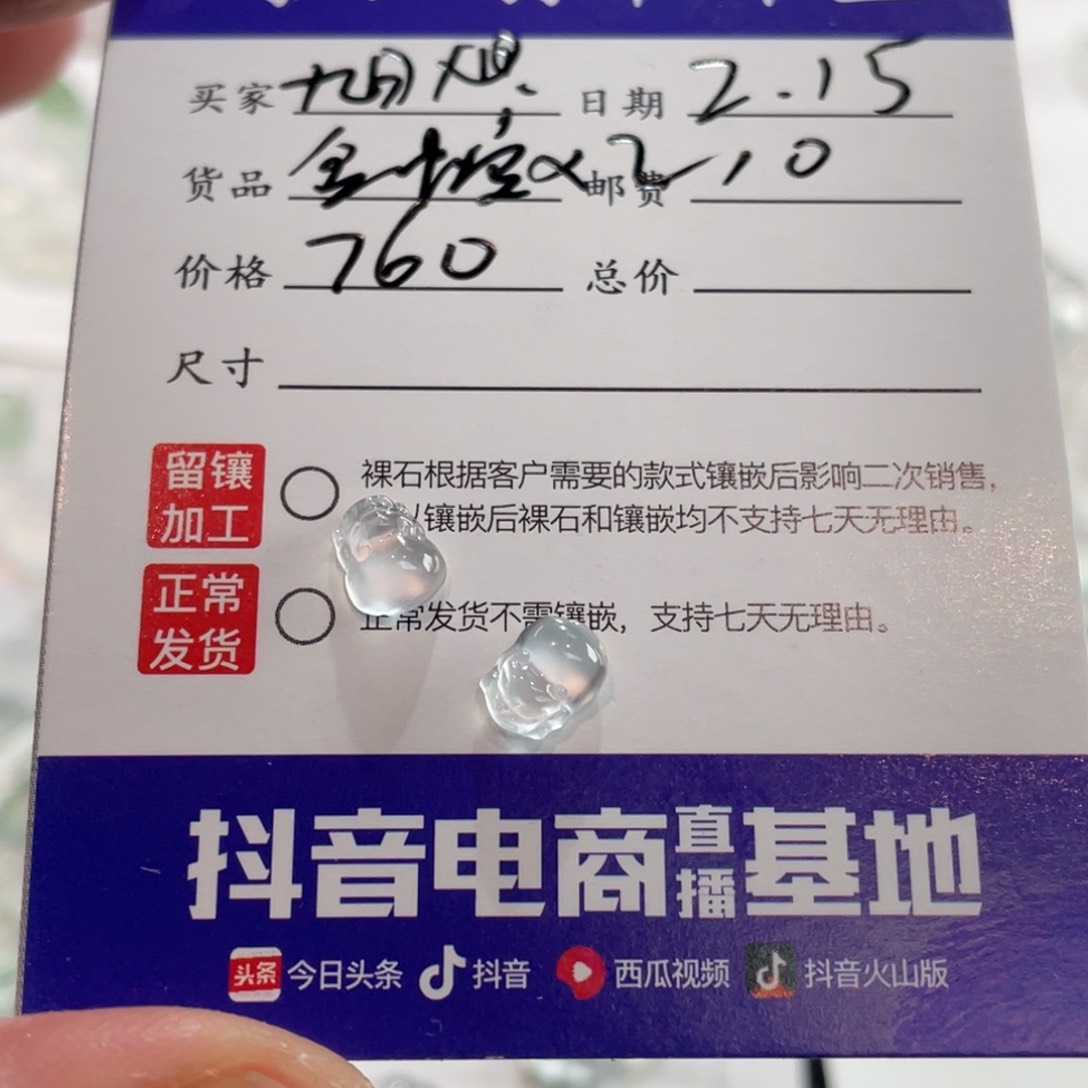 买家 日期 2.15
货品 x2,10 邮费
价格 760 总价
尺寸
留镶加工 裸石根据客户需要的款式镶嵌后影响二次销售,
镶嵌后裸石和镶嵌均不支持七天无理由。
正常发货 正常发货不需镶嵌,支持七天无理由。
抖音电商直播基地
头条 今日头条 抖音 西瓜视频 抖音火山版